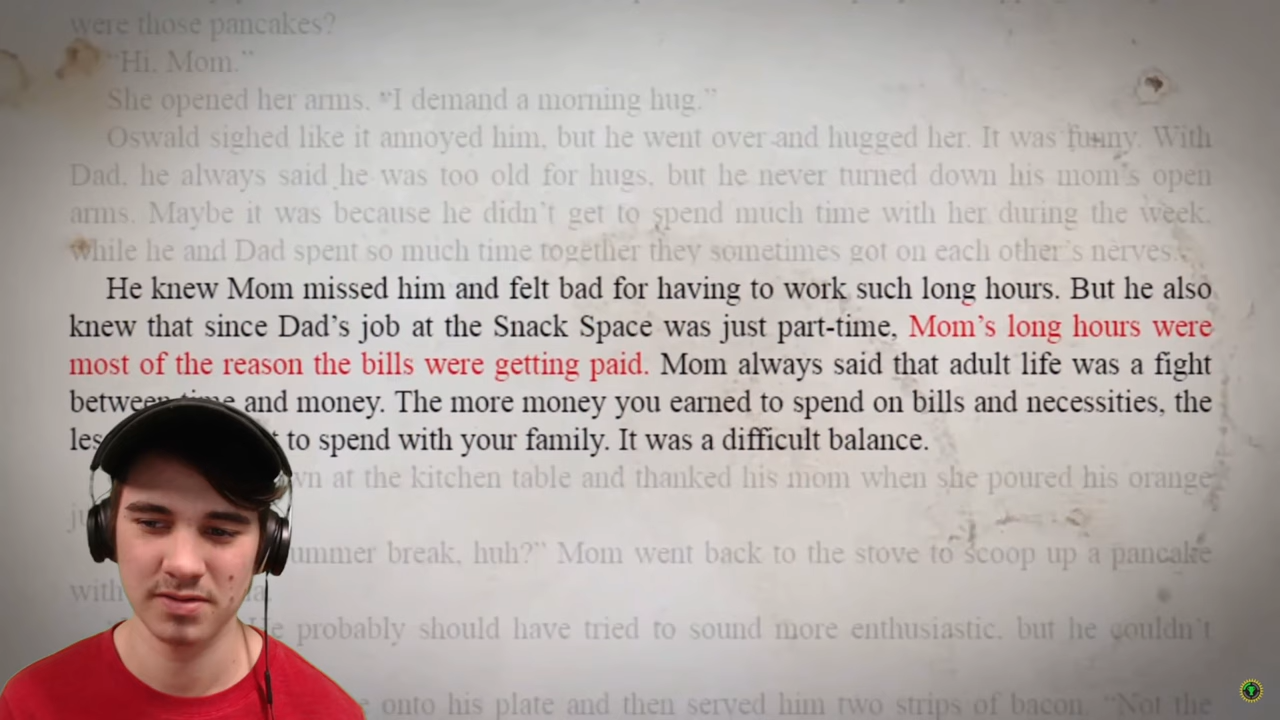 were those pancakes?
“Hi, Mom.”
She opened her arms. “I demand a morning hug.”
Oswald sighed like it annoyed him, but he went over and hugged her. It was funny. With
Dad, he always said he was too old for hugs, but he never turned down his mom’s open
arms. Maybe it was because he didn’t get to spend much time with her during the week,
while he and Dad spent so much time together they sometimes got on each other’s nerves.
He knew Mom missed him and felt bad for having to work such long hours. But he also
knew that since Dad’s job at the Snack Space was just part-time, Mom’s long hours were
most of the reason the bills were getting paid. Mom always said that adult life was a fight
between time and money. The more money you earned to spend on bills and necessities, the
to spend with your family. It was a difficult balance.
at the kitchen table and thanked his mom when she poured his orange
break, huh?” Mom went back to the stove to scoop up a pancake
with
probably should have tried to sound more enthusiastic, but he couldn’t
onto his plate and then served him two strips of bacon. “Not the